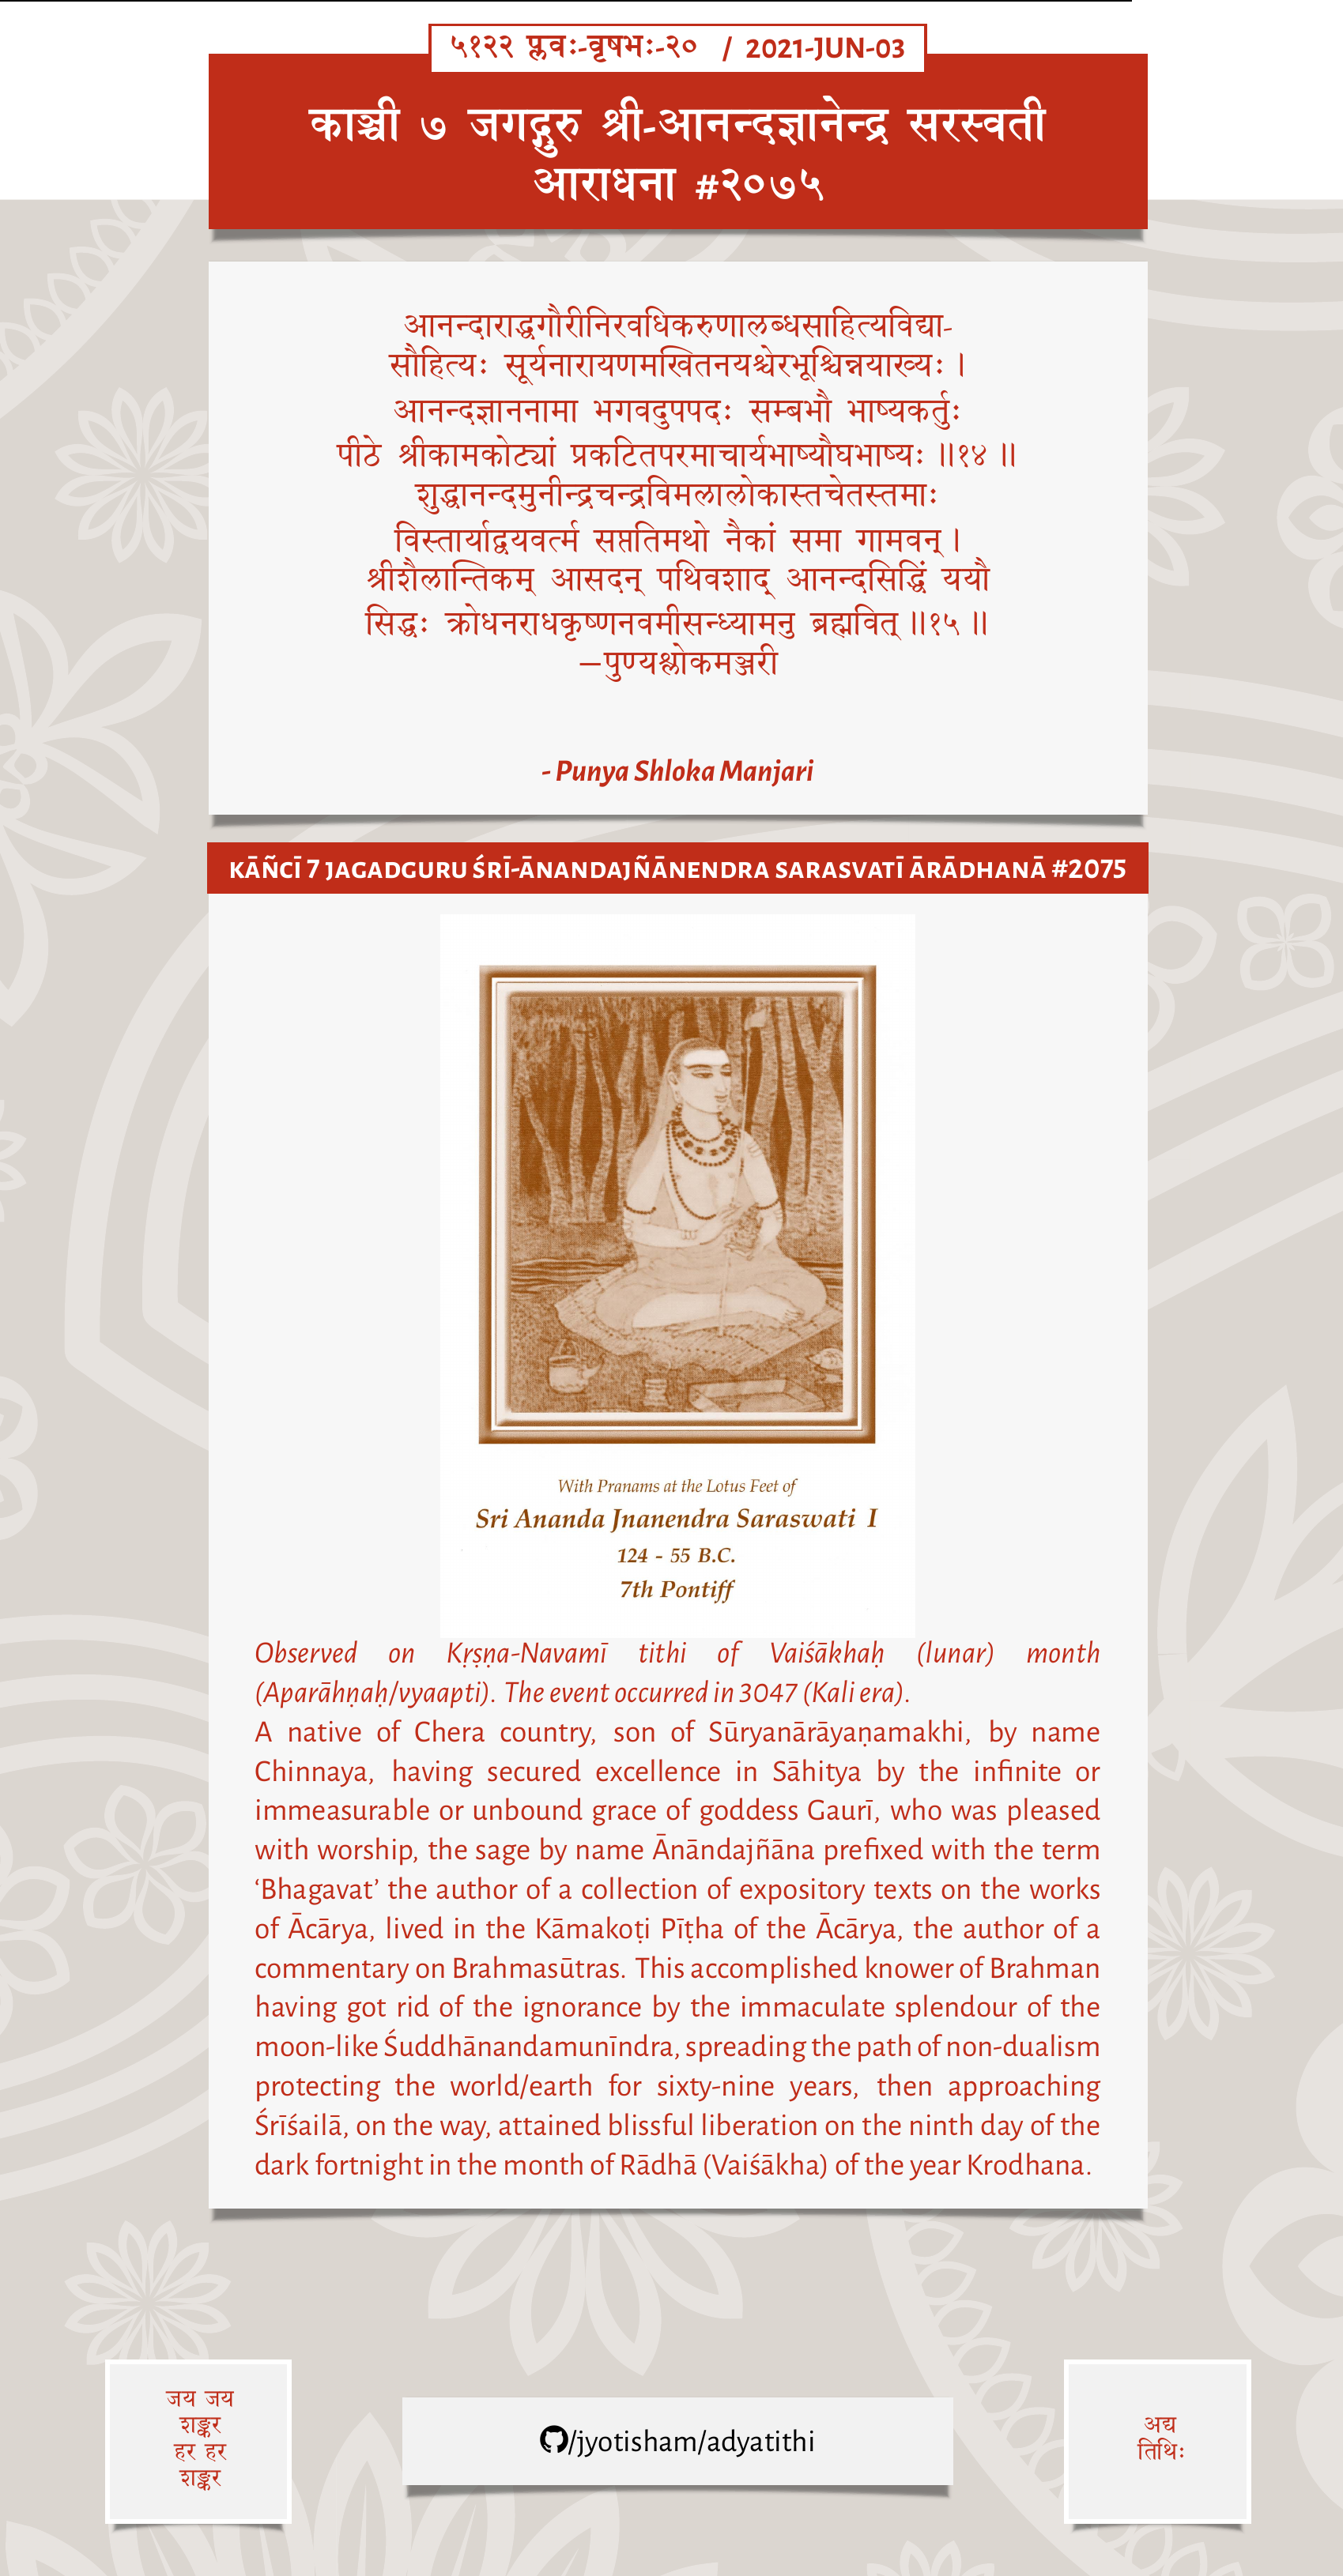 ५१२२ प्लवः-वृषभः-२० / 2021-JUN-03
काञ्ची ७ जगद्गुरु श्री-आनन्दज्ञानेन्द्र सरस्वती
आराधना #२०७५
आनन्दाराद्धगौरीनिरवधिकरुणालब्धसाहित्यविद्या-
सौहित्यः सूर्यनारायणमखितनयश्चेरभूश्चिन्नयाख्यः ।
आनन्दज्ञाननामा भगवदुपपदः सम्बभौ भाष्यकर्तुः
पीठे श्रीकामकोट्यां प्रकटितपरमाचार्यभाष्यौघभाष्यः ॥१४ ॥
शुद्धानन्दमुनीन्द्रचन्द्रविमलालोकास्तचेतस्तमाः
विस्तार्याद्वयवर्त्म सप्ततिमथो नैकां समा गामवन् ।
श्रीशैलान्तिकम् आसदन् पथिवशाद् आनन्दसिद्धिं ययौ
सिद्धः क्रोधनराधकृष्णनवमीसन्ध्यामनु ब्रह्मवित् ॥१५ ॥
—पुण्यश्लोकमञ्जरी
- Punya Shloka Manjari
KĀÑCĪ 7 JAGADGURU ŚRĪ-ĀNANDAJÑĀNENDRA SARASVATĪ ĀRĀDHANĀ #2075
With Pranams at the Lotus Feet of
Sri Ananda Jnanendra Saraswati I
124 - 55 B.C.
7th Pontiff
Observed on Kṛṣṇa-Navamī tithi of Vaiśākhaḥ (lunar) month
(Aparāhṇaḥ/vyaapti). The event occurred in 3047 (Kali era).
A native of Chera country, son of Sūryanārāyaṇamakhi, by name
Chinnaya, having secured excellence in Sāhitya by the infinite or
immeasurable or unbound grace of goddess Gaurī, who was pleased
with worship, the sage by name Ānāndajñāna prefixed with the term
‘Bhagavat’ the author of a collection of expository texts on the works
of Ācārya, lived in the Kāmakoṭi Pīṭha of the Ācārya, the author of a
commentary on Brahmasūtras. This accomplished knower of Brahman
having got rid of the ignorance by the immaculate splendour of the
moon-like Śuddhānandamunīndra, spreading the path of non-dualism
protecting the world/earth for sixty-nine years, then approaching
Śrīśailā, on the way, attained blissful liberation on the ninth day of the
dark fortnight in the month of Rādhā (Vaiśākha) of the year Krodhana.
जय जय
शङ्कर
हर हर
शङ्कर
/jyotisham/adyatithi
अद्य
तिथिः